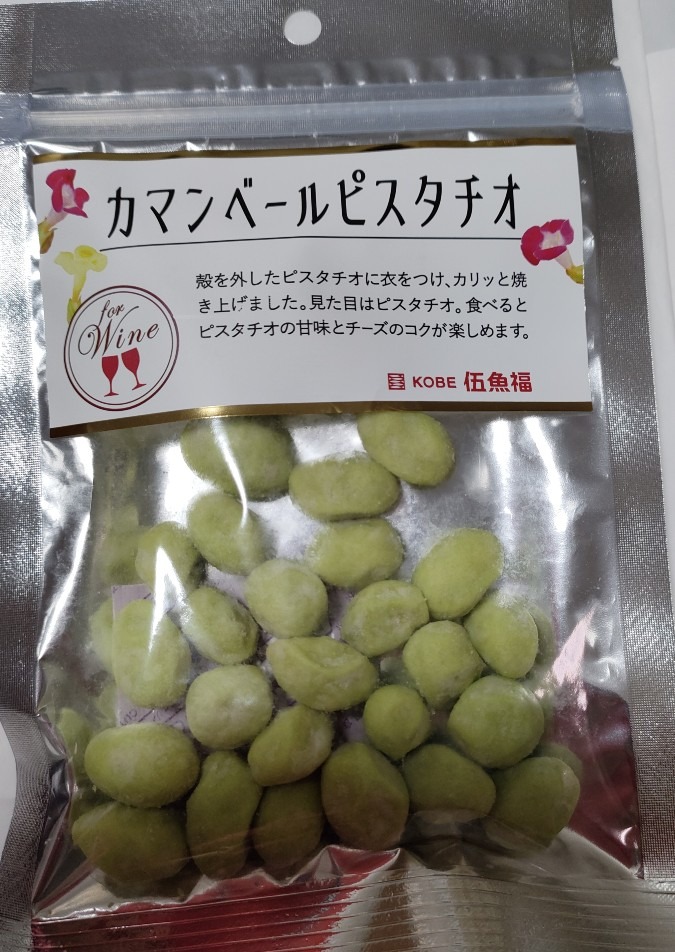 カマンベールピスタチオ
殻を外したピスタチオに衣をつけ、カリッと焼
き上げました。見た目はピスタチオ。食べると
ピスタチオの甘味とチーズのコクが楽しめます。
for
Wine
KOBE 伍魚福